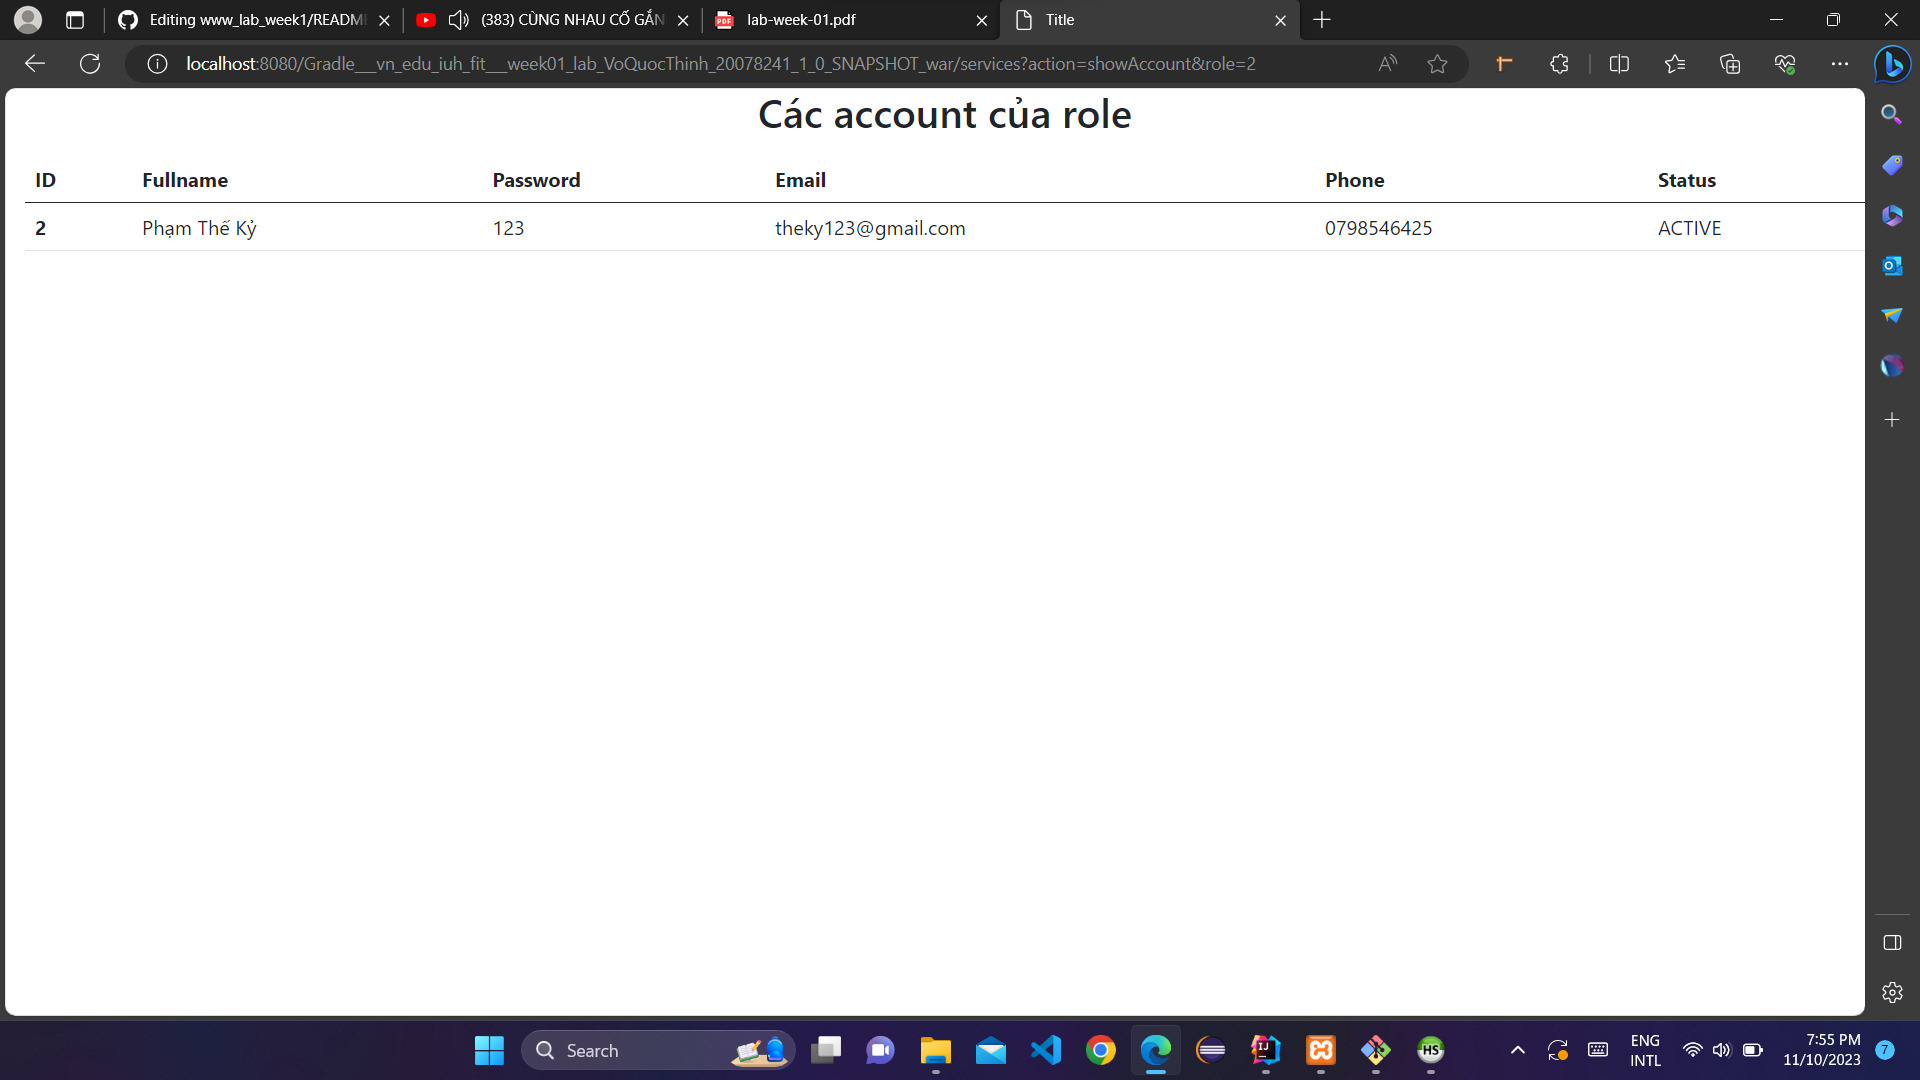 Editing www_lab_week1/README
(383) CÙNG NHAU CỐ GẮN
lab-week-01.pdf
Title
localhost:8080/Gradle___vn_edu_iuh_fit___week01_lab_VoQuocThinh_20078241_1_0_SNAPSHOT_war/services?action=showAccount&role=2
Các account của role
ID Fullname Password Email Phone Status
2 Phạm Thế Kỷ 123 theky123@gmail.com 0798546425 ACTIVE
Search
ENG
INTL
7:55 PM
11/10/2023
7